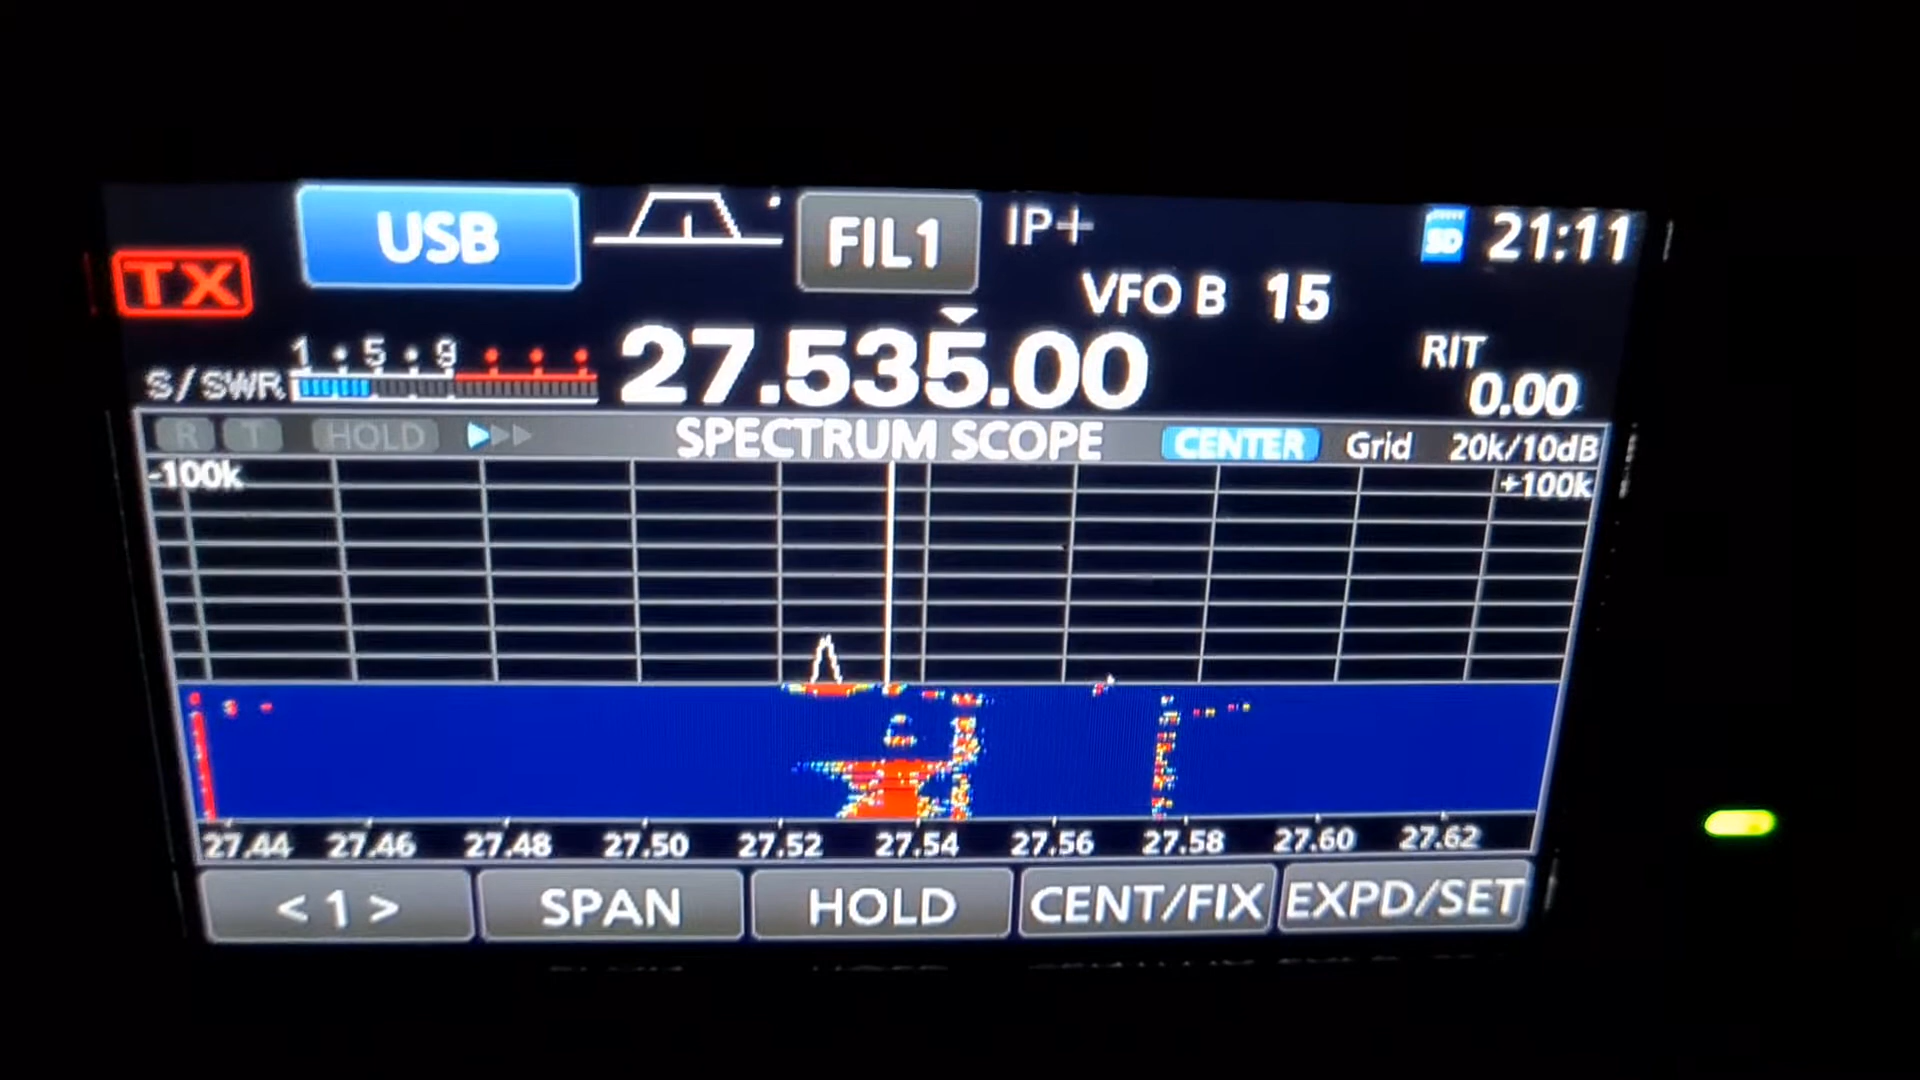 USB FIL1 IP+ SD 21:11
TX
VFO B 15
1 • 5 • 9
S/SWR 27.535.00
RIT
0.00
R T HOLD SPECTRUM SCOPE CENTER Grid 20k/10dB
-100k +100k
27.44 27.46 27.48 27.50 27.52 27.54 27.56 27.58 27.60 27.62
< 1 > SPAN HOLD CENT/FIX EXPD/SET